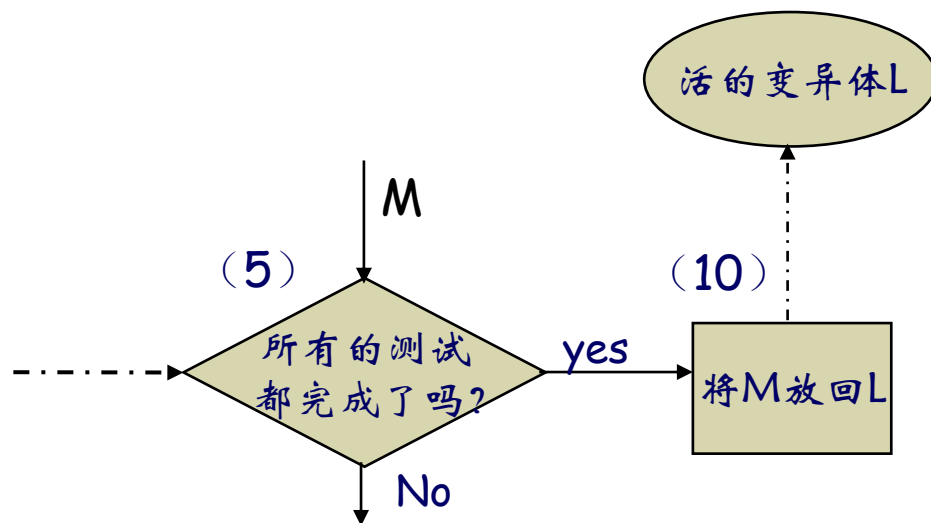 活的变异体L
M
（5）
（10）
所有的测试
都完成了吗?
yes
将M放回L
No